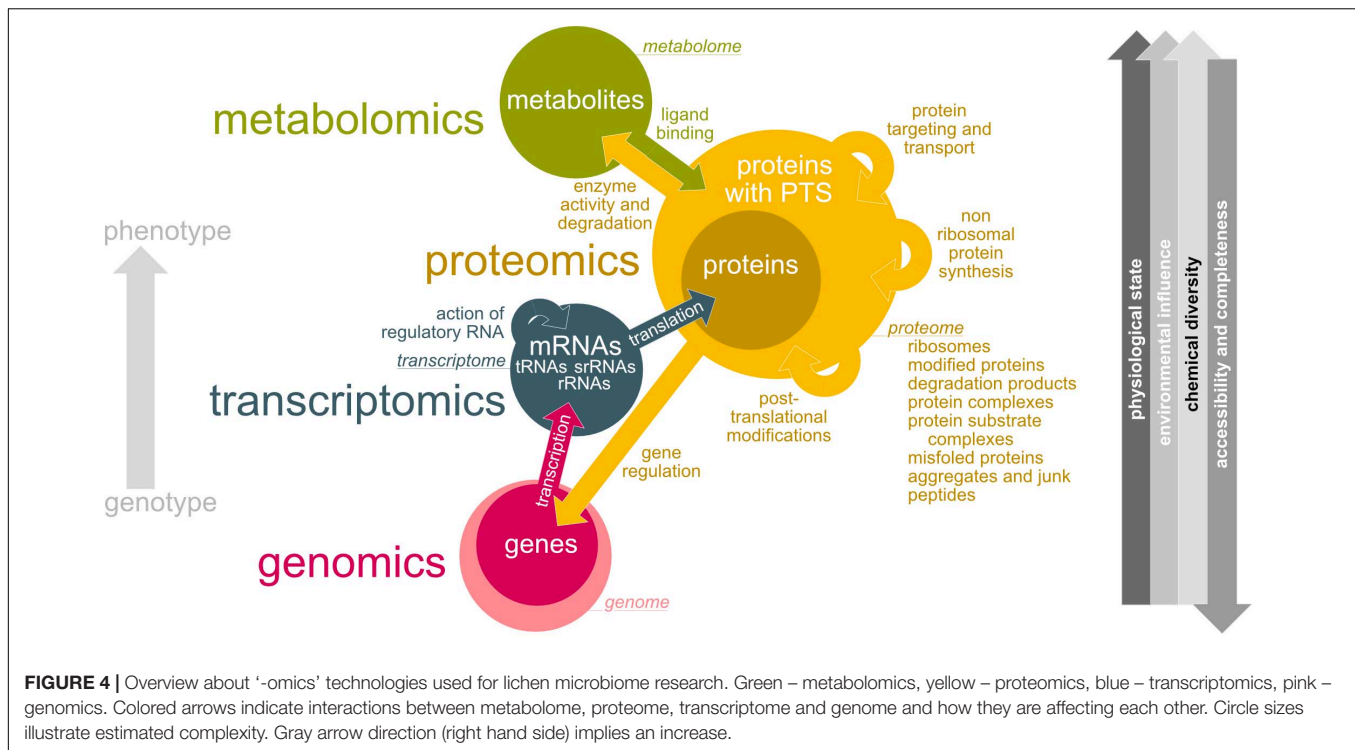 metabolome
metabolites
metabolomics
ligand
binding
protein
targeting and
transport
proteins
with PTS
enzyme
activity and
degradation
phenotype
non
ribosomal
protein
synthesis
proteomics
proteins
action of
regulatory RNA
translation
transcriptome
mRNAs
tRNAs srRNAs
rRNAs
proteome
ribosomes
modified proteins
degradation products
protein complexes
protein substrate
complexes
misfoled proteins
aggregates and junk
peptides
transcriptomics
post-
translational
modifications
transcription
gene
regulation
genotype
genes
genomics
genome
physiological state
environmental influence
chemical diversity
accessibility and completeness
FIGURE 4 | Overview about ‘-omics’ technologies used for lichen microbiome research. Green – metabolomics, yellow – proteomics, blue – transcriptomics, pink –
genomics. Colored arrows indicate interactions between metabolome, proteome, transcriptome and genome and how they are affecting each other. Circle sizes
illustrate estimated complexity. Gray arrow direction (right hand side) implies an increase.